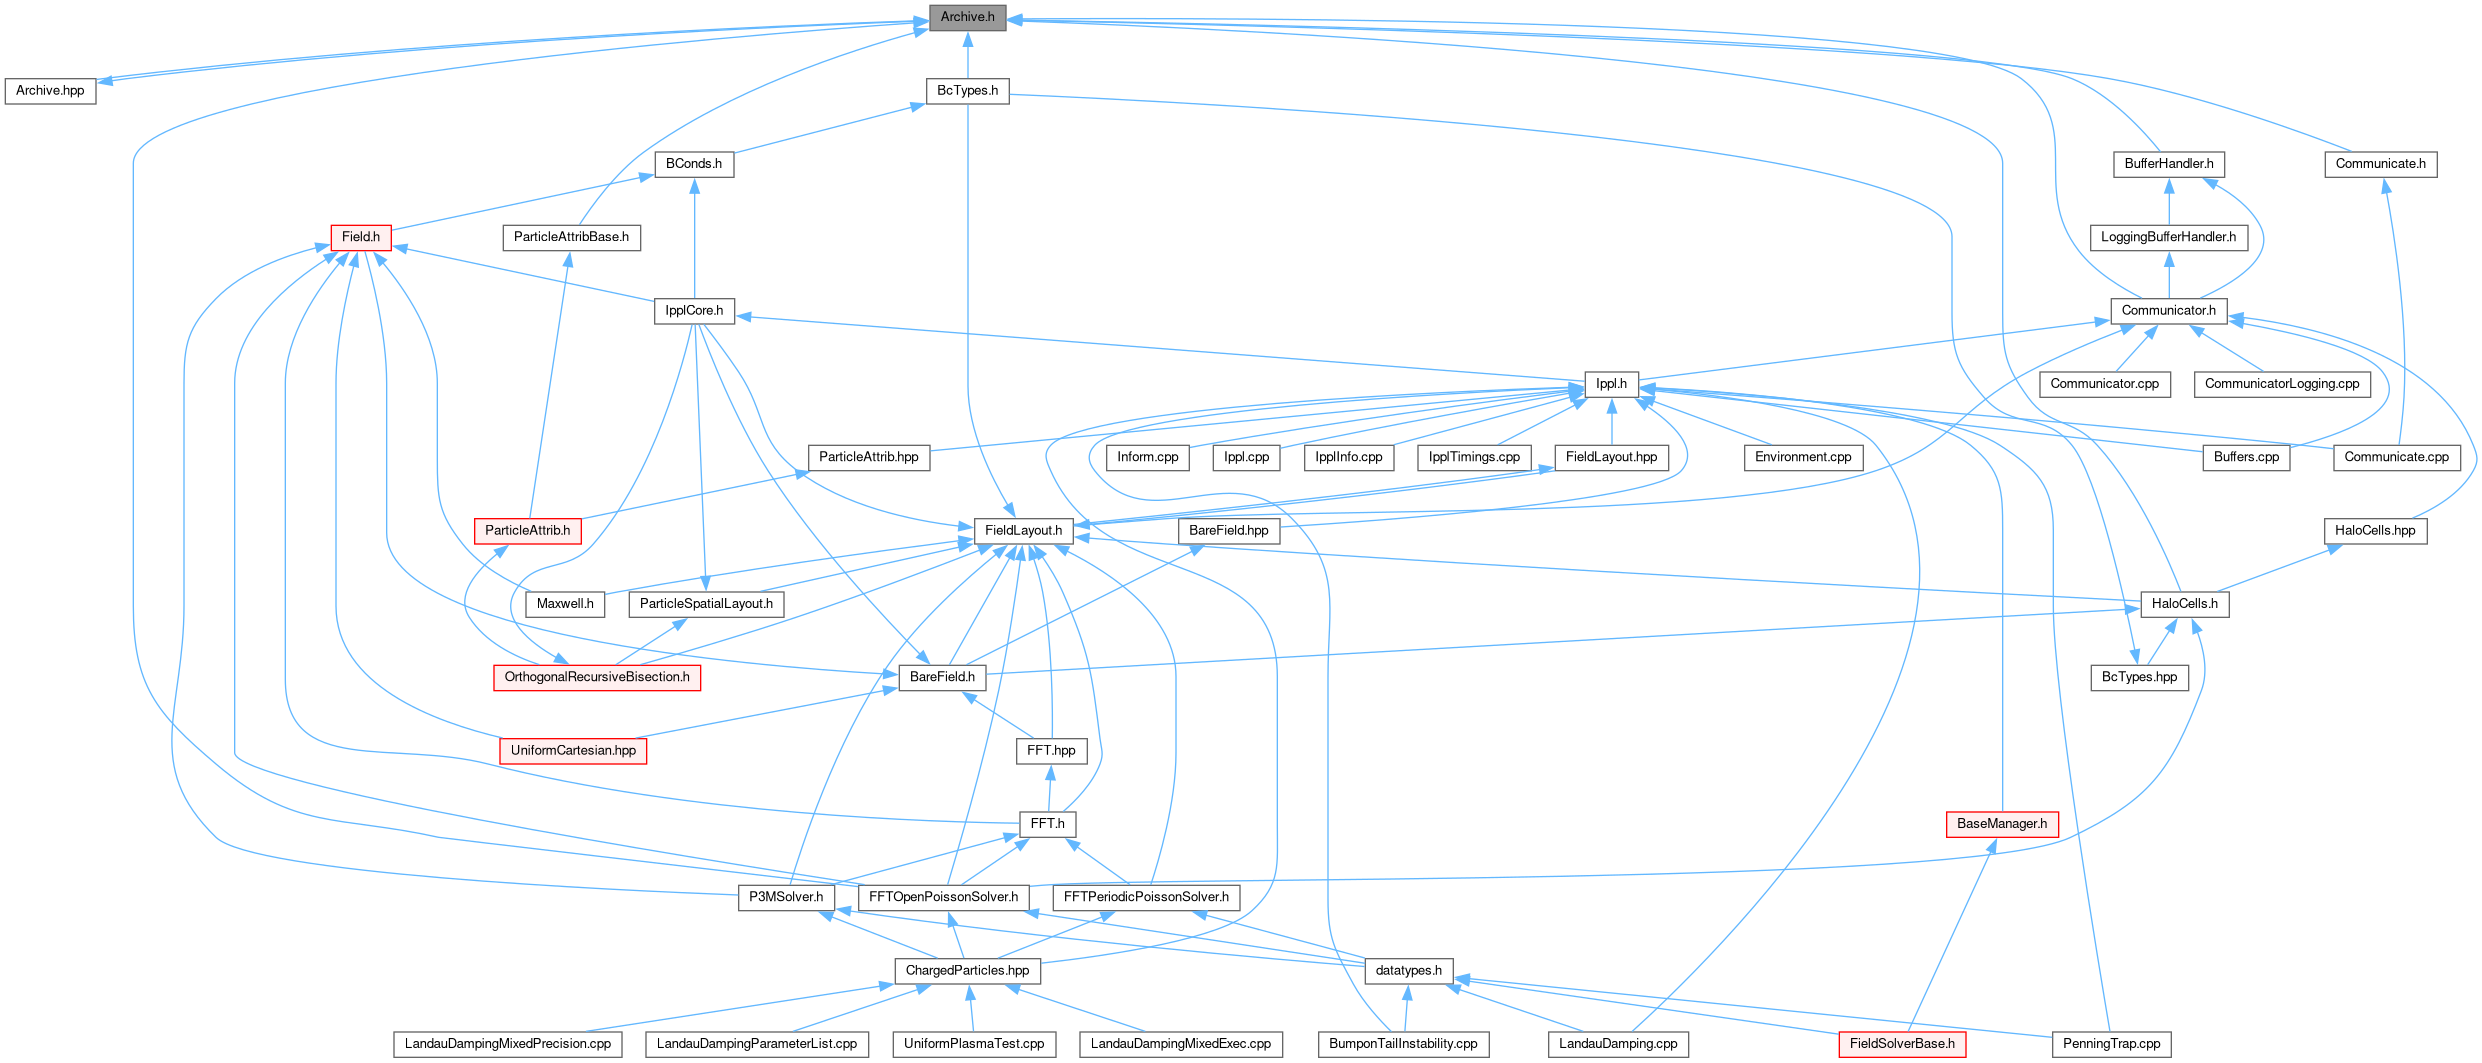 Archive.h
Archive.hpp
BcTypes.h
BConds.h
BufferHandler.h
Communicate.h
Field.h
ParticleAttribBase.h
LoggingBufferHandler.h
IpplCore.h
Communicator.h
Ippl.h
Communicator.cpp
CommunicatorLogging.cpp
ParticleAttrib.hpp
Inform.cpp
Ippl.cpp
IpplInfo.cpp
IpplTimings.cpp
FieldLayout.hpp
Environment.cpp
Buffers.cpp
Communicate.cpp
ParticleAttrib.h
FieldLayout.h
BareField.hpp
HaloCells.hpp
Maxwell.h
ParticleSpatialLayout.h
HaloCells.h
OrthogonalRecursiveBisection.h
BareField.h
BcTypes.hpp
UniformCartesian.hpp
FFT.hpp
FFT.h
BaseManager.h
P3MSolver.h
FFTOpenPoissonSolver.h
FFTPeriodicPoissonSolver.h
ChargedParticles.hpp
datatypes.h
LandauDampingMixedPrecision.cpp
LandauDampingParameterList.cpp
UniformPlasmaTest.cpp
LandauDampingMixedExec.cpp
BumponTailInstability.cpp
LandauDamping.cpp
FieldSolverBase.h
PenningTrap.cpp